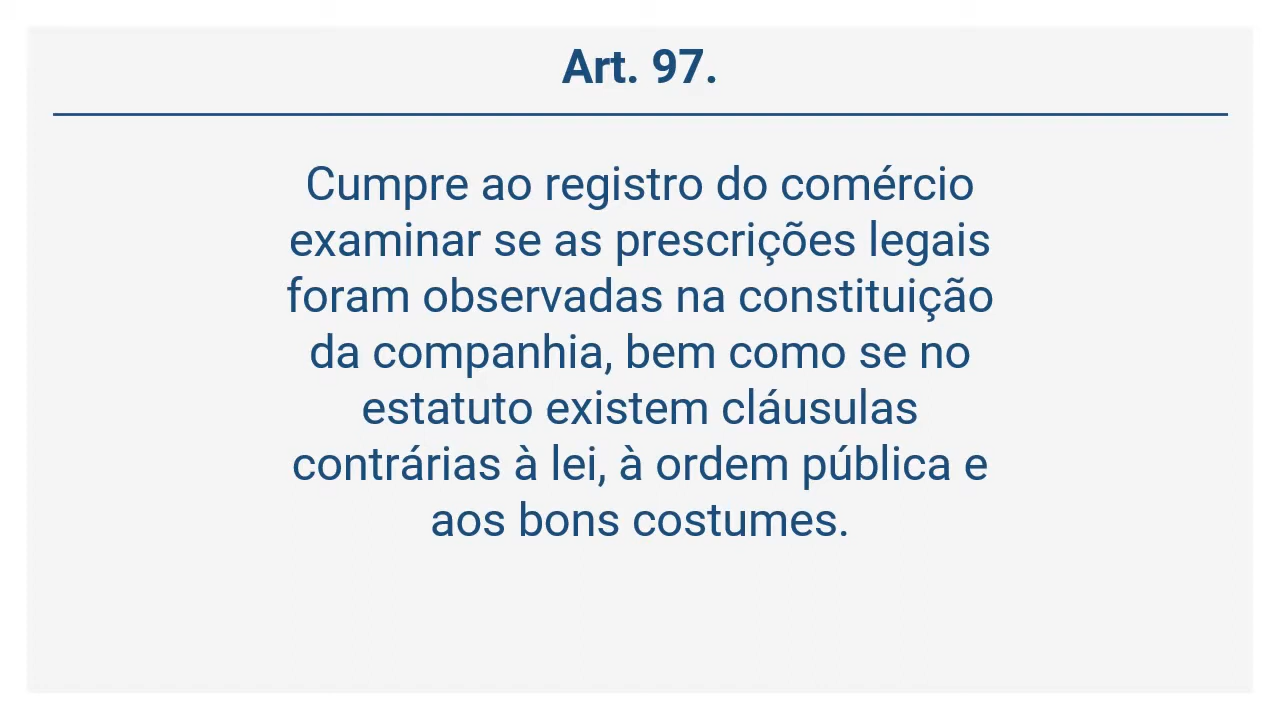 Art. 97.
Cumpre ao registro do comércio
examinar se as prescrições legais
foram observadas na constituição
da companhia, bem como se no
estatuto existem cláusulas
contrárias à lei, à ordem pública e
aos bons costumes.